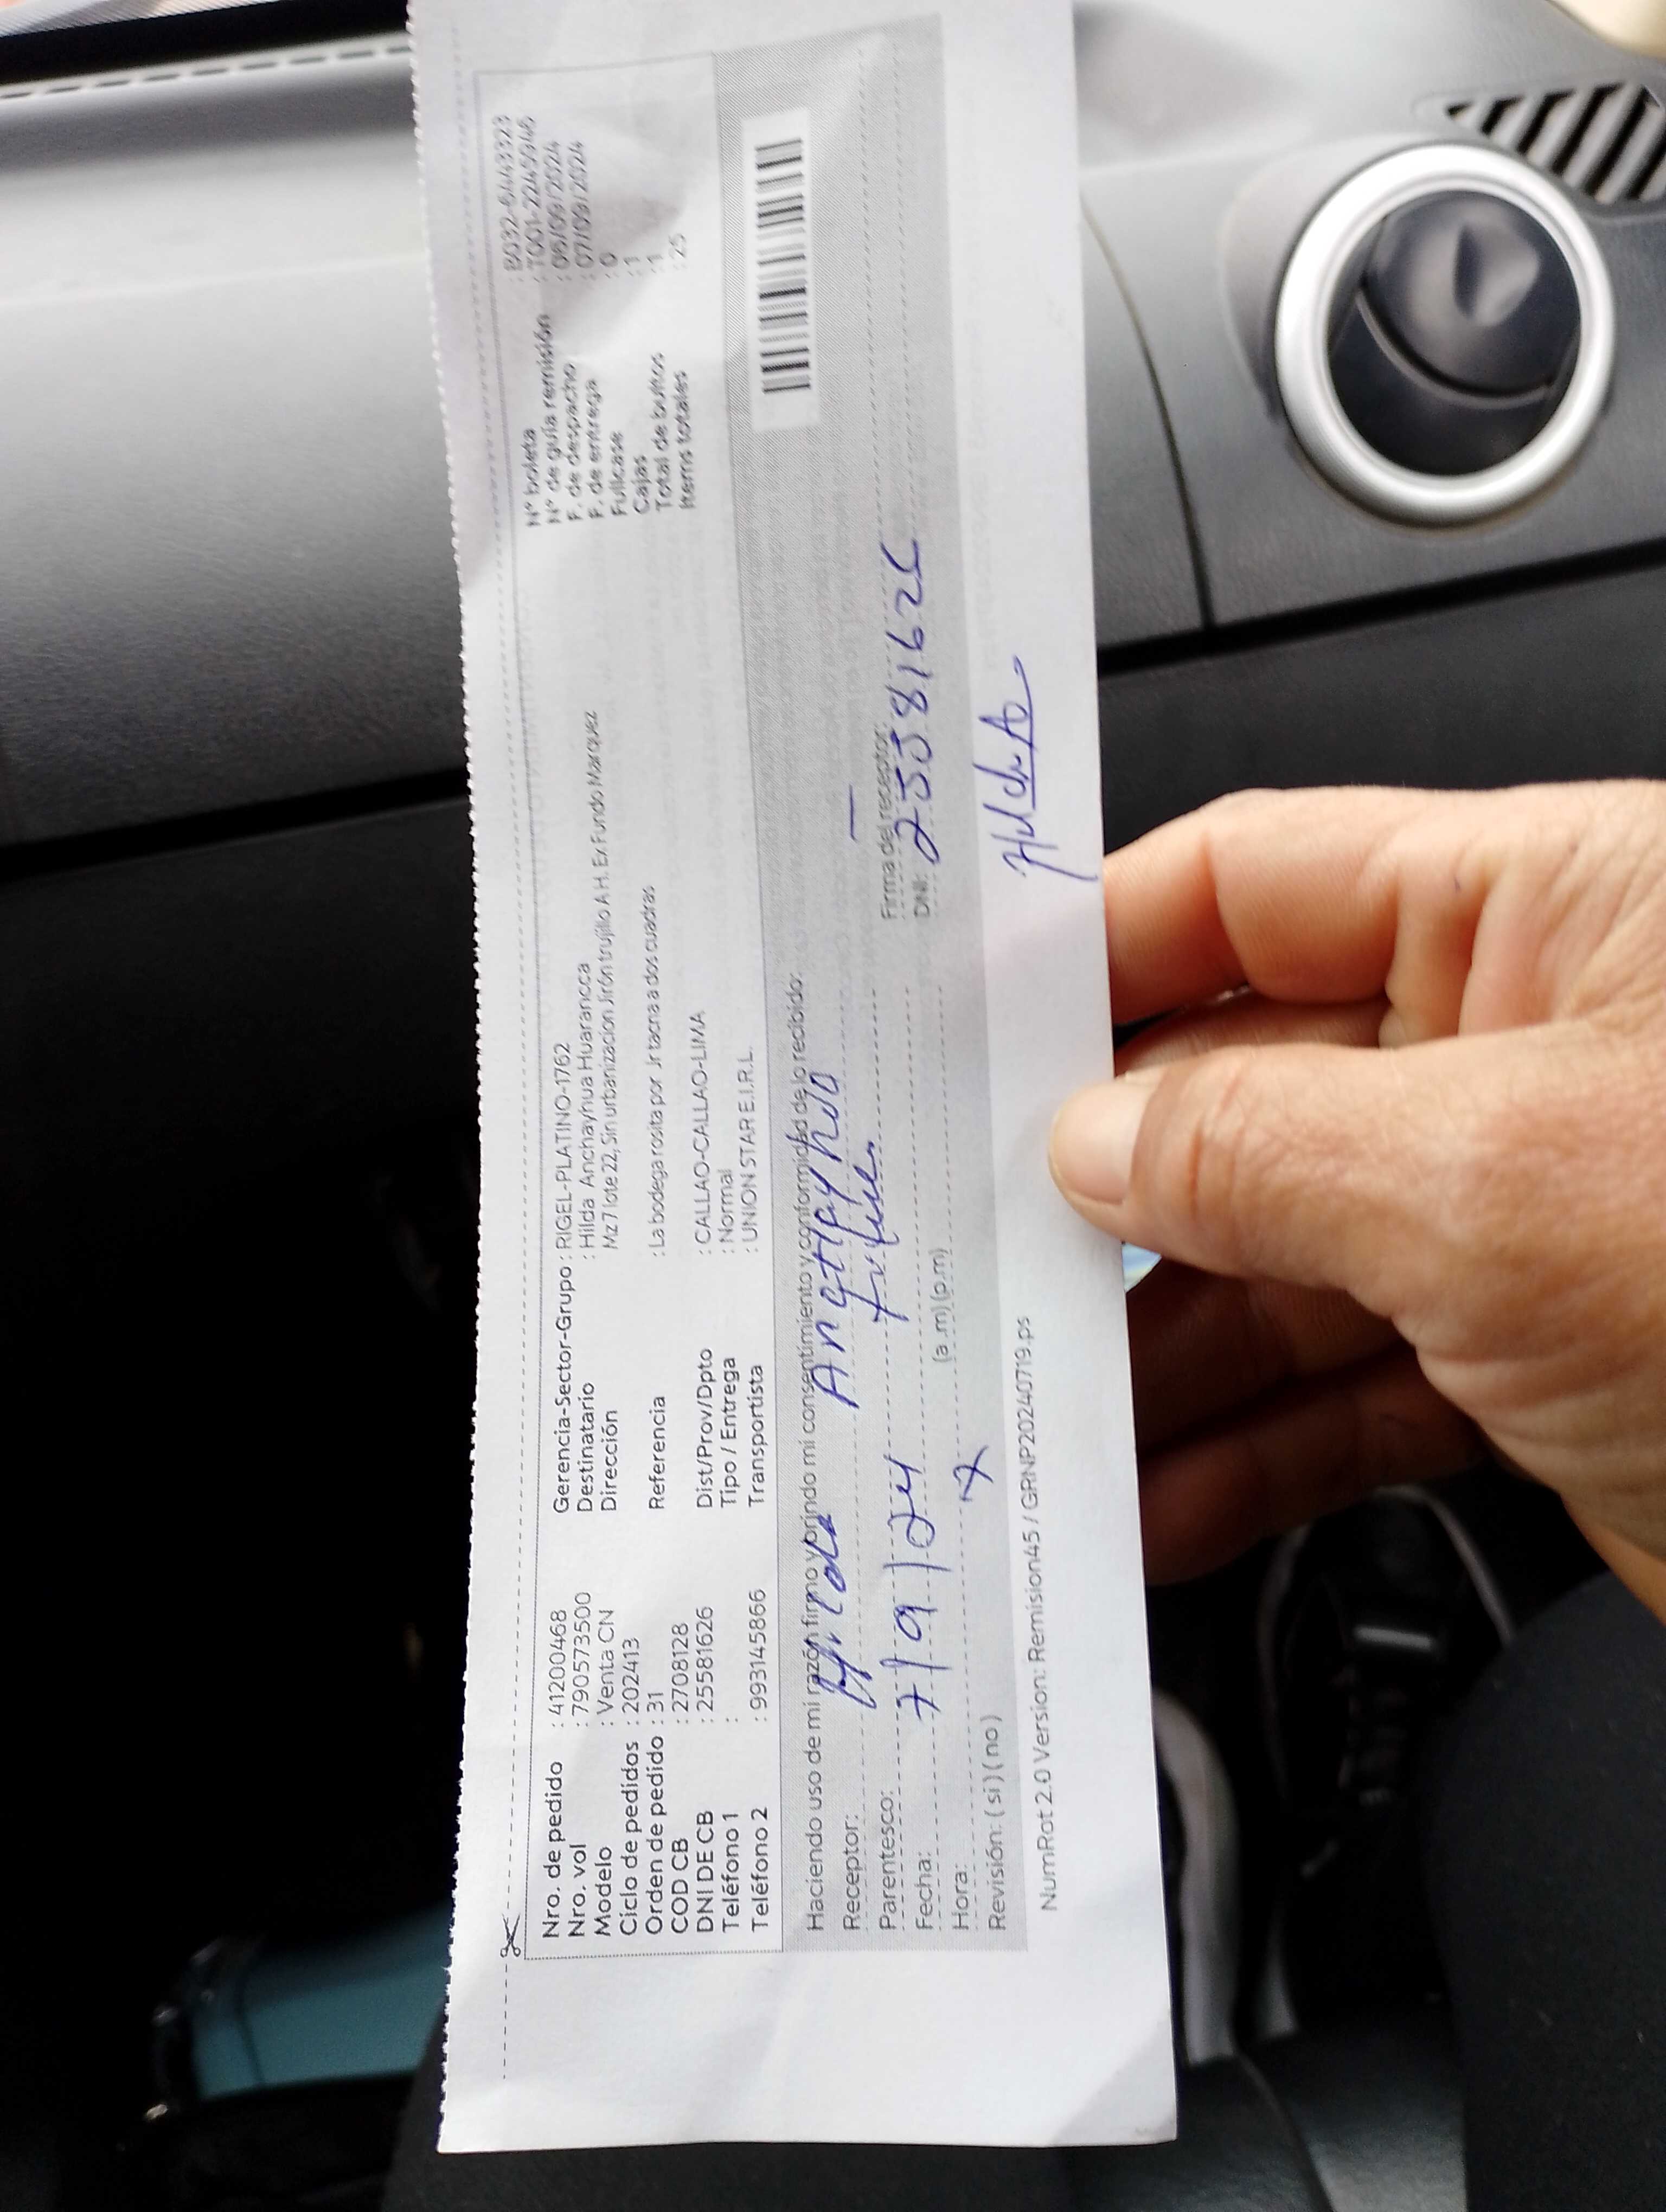 Nro. de pedido : 41200468
Nro. vol : 790573500
Modelo : Venta CN
Ciclo de pedidos : 202413
Orden de pedido : 31
COD CB : 2708128
DNI DE CB : 25581626
Teléfono 1 :
Teléfono 2 : 993145866
Gerencia-Sector-Grupo : RIGEL-PLATINO-1762
Destinatario : Hilda Anchayhua Huarancca
Dirección Mz 7 lote 22, Sin urbanizacion Jirón trujillo A.H. Ex Fundo Marquez
Referencia : La bodega rosita por Jr tacna a dos cuadras
Dist/Prov/Dpto : CALLAO-CALLAO-LIMA
Tipo / Entrega : Normal
Transportista : UNION STAR E.I.R.L.
N° boleta
N° de guía remisión : T001-22459046
F. de despacho : 06/09/2024
F. de entrega : 07/09/2024
Fullcase : 0
Cajas : 1
Total de bultos : 1
Items totales : 25
Haciendo uso de mi razón firmo y brindo mi consentimiento y conformidad de lo recibido:
Receptor:
Parentesco: titular
Fecha: 7/9/24
Hora: (a.m) (p.m)
Revisión: ( si ) ( no )
Firma del receptor:
DNI: 25581626
HildaA
NumRot 2.0 Version: Remision45 / GRNP20240719.ps